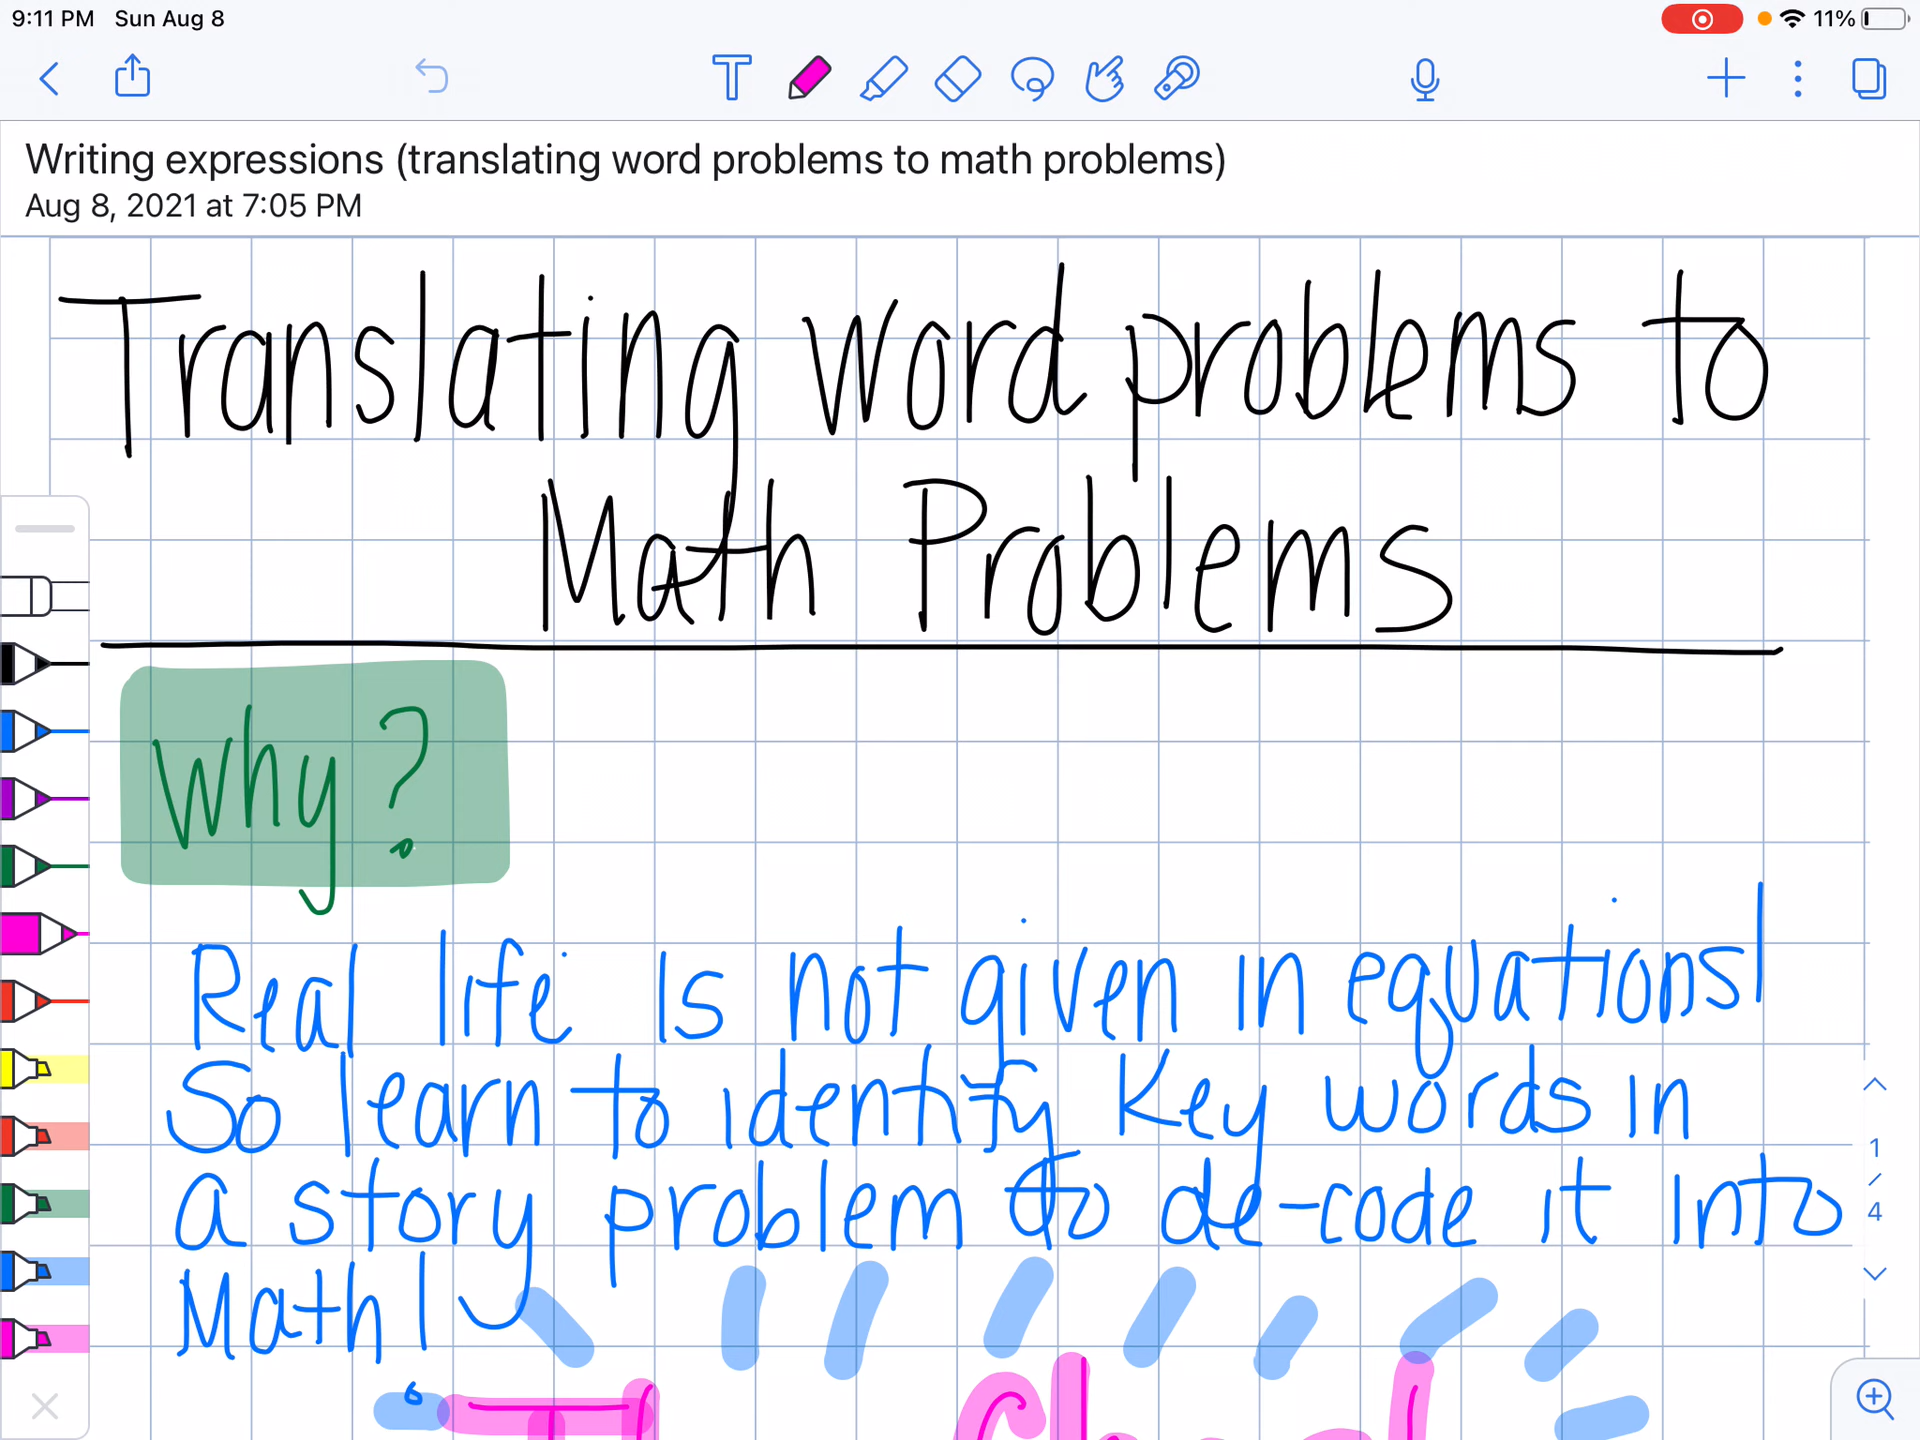 9:11 PM Sun Aug 8 11%
Writing expressions (translating word problems to math problems)
Aug 8, 2021 at 7:05 PM
Translating word problems to
Math Problems
Why?
Real life is not given in equations!
So learn to identify key words in
a story problem to de-code it into
Math!
1
/
4